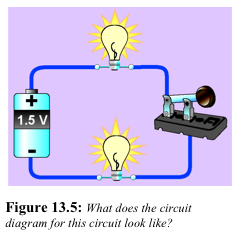 +
1.5 V
-
Figure 13.5: What does the circuit
diagram for this circuit look like?